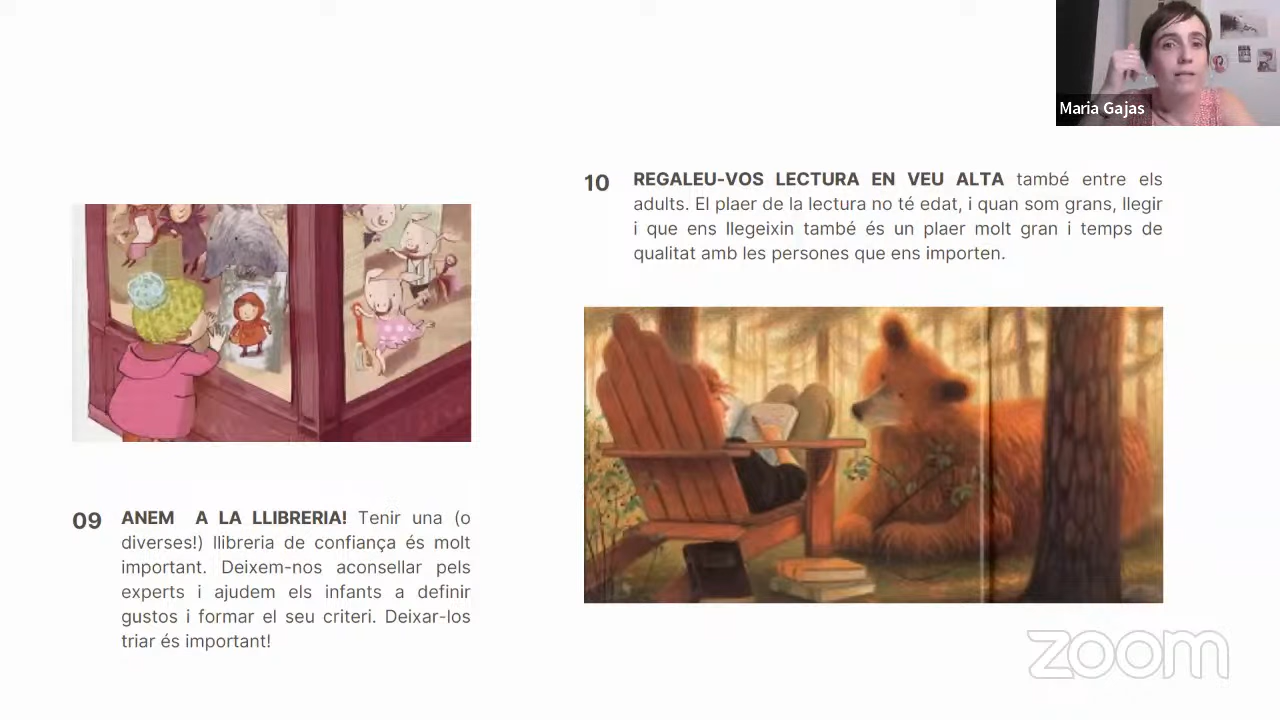 Maria Gajas
10 REGALEU-VOS LECTURA EN VEU ALTA també entre els
adults. El plaer de la lectura no té edat, i quan som grans, llegir
i que ens llegeixin també és un plaer molt gran i temps de
qualitat amb les persones que ens importen.
09 ANEM A LA LLIBRERIA! Tenir una (o
diverses!) llibreria de confiança és molt
important. Deixem-nos aconsellar pels
experts i ajudem els infants a definir
gustos i formar el seu criteri. Deixar-los
triar és important!
zoom